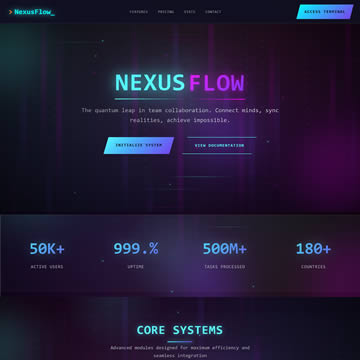 > NexusFlow_
FEATURES PRICING STATS CONTACT
ACCESS TERMINAL
NEXUSFLOW
The quantum leap in team collaboration. Connect minds, sync
realities, achieve impossible.
INITIALIZE SYSTEM
VIEW DOCUMENTATION
50K+ 999.% 500M+ 180+
ACTIVE USERS UPTIME TASKS PROCESSED COUNTRIES
CORE SYSTEMS
Advanced modules designed for maximum efficiency and
seamless integration